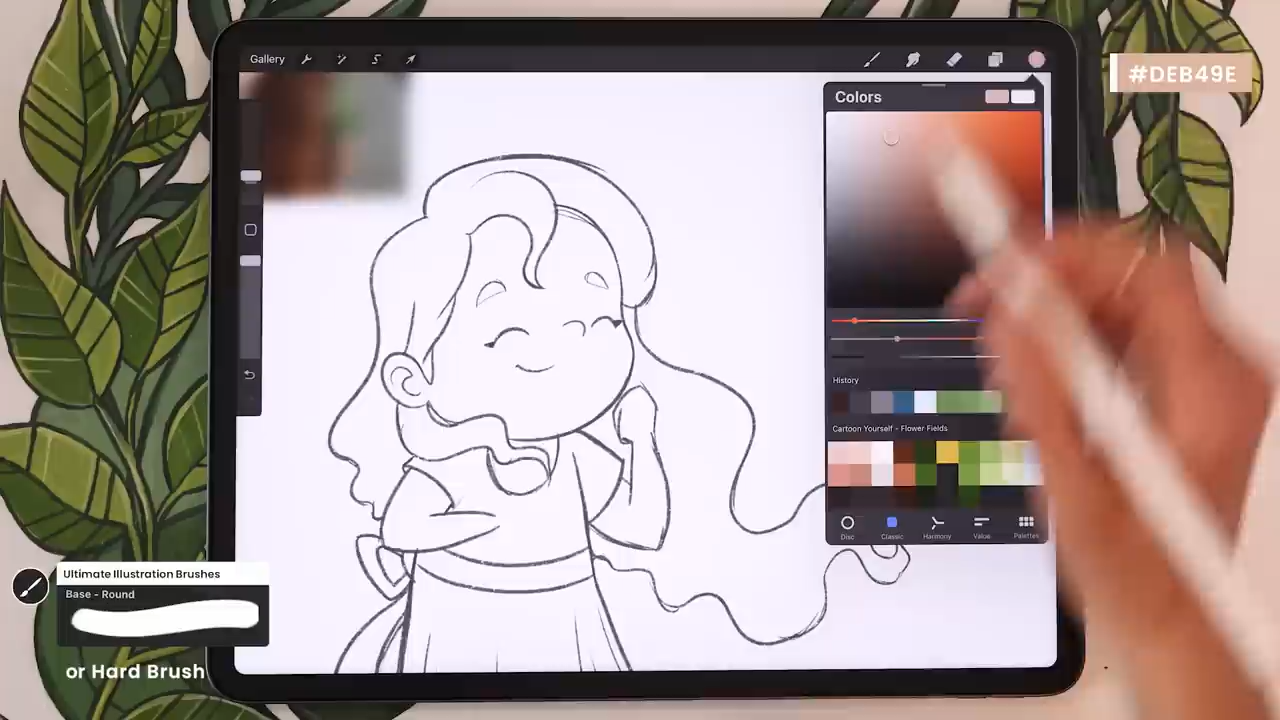 Gallery
#DEB49E
Colors
History
Cartoon Yourself - Flower Fields
Disc
Classic
Harmony
Value
Palettes
Ultimate Illustration Brushes
Base - Round
or Hard Brush